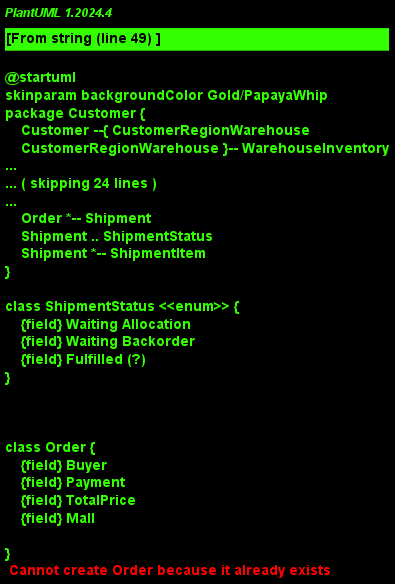 PlantUML 1.2024.4
[From string (line 49) ]
@startuml
skinparam backgroundColor Gold/PapayaWhip
package Customer {
Customer --{ CustomerRegionWarehouse
CustomerRegionWarehouse }-- WarehouseInventory
...
... ( skipping 24 lines )
...
Order *-- Shipment
Shipment .. ShipmentStatus
Shipment *-- ShipmentItem
}
class ShipmentStatus <<enum>> {
{field} Waiting Allocation
{field} Waiting Backorder
{field} Fulfilled (?)
}
class Order {
{field} Buyer
{field} Payment
{field} TotalPrice
{field} Mall
}
Cannot create Order because it already exists